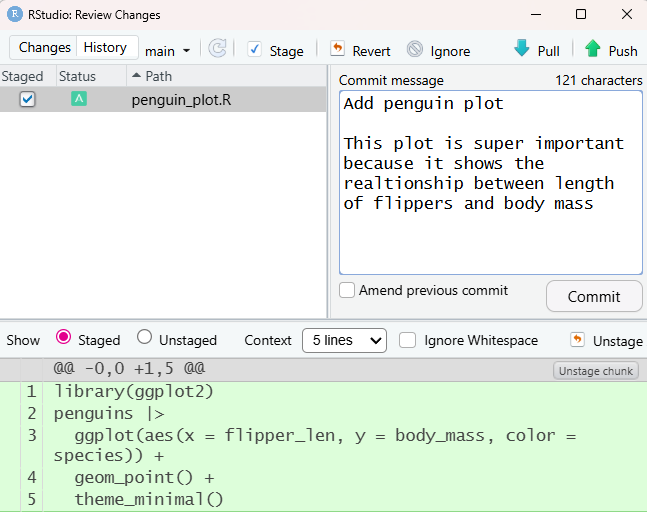 RStudio: Review Changes
Changes History main Stage Revert Ignore Pull Push
Staged Status Path
A penguin_plot.R
Commit message 121 characters
Add penguin plot
This plot is super important
because it shows the
realtionship between length
of flippers and body mass
Amend previous commit
Commit
Show Staged Unstaged Context 5 lines Ignore Whitespace Unstage
@@ -0,0 +1,5 @@ Unstage chunk
1 library(ggplot2)
2 penguins |>
3 ggplot(aes(x = flipper_len, y = body_mass, color =
species)) +
4 geom_point() +
5 theme_minimal()